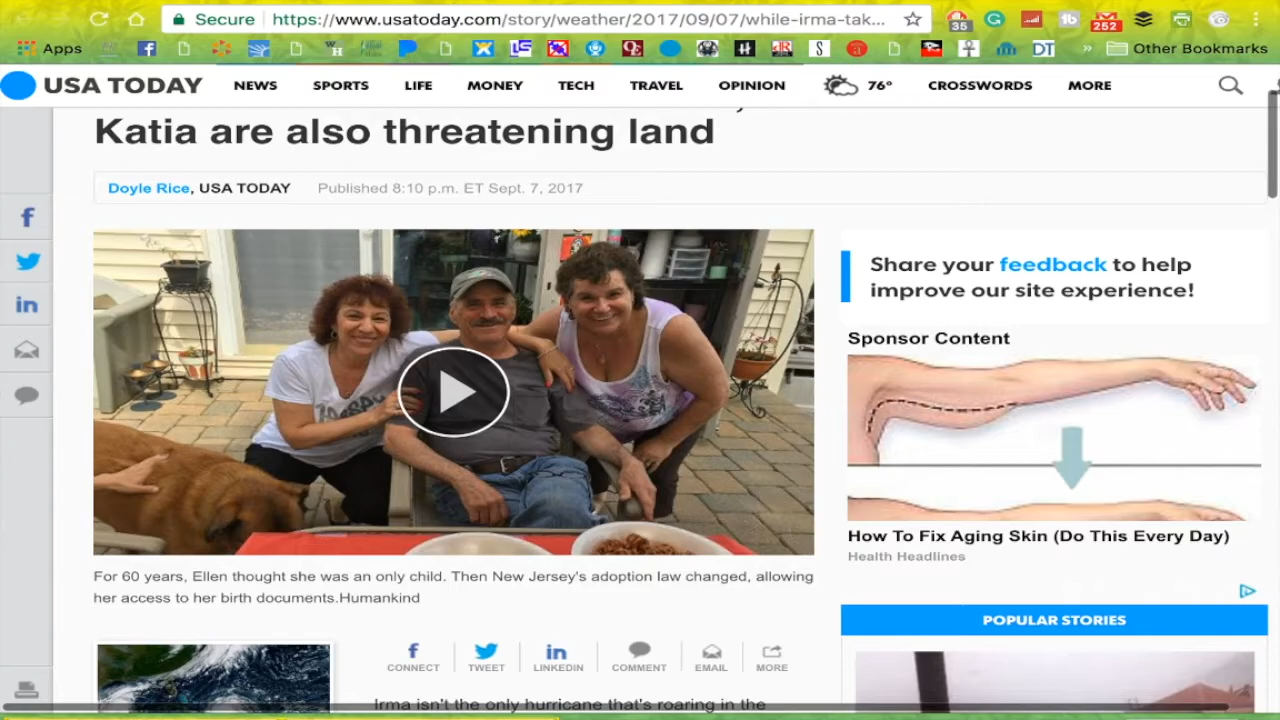 Secure https://www.usatoday.com/story/weather/2017/09/07/while-irma-tak...
35
252
Apps
Other Bookmarks
USA TODAY NEWS SPORTS LIFE MONEY TECH TRAVEL OPINION 76° CROSSWORDS MORE
Katia are also threatening land
Doyle Rice, USA TODAY Published 8:10 p.m. ET Sept. 7, 2017
Share your feedback to help
improve our site experience!
Sponsor Content
How To Fix Aging Skin (Do This Every Day)
Health Headlines
For 60 years, Ellen thought she was an only child. Then New Jersey's adoption law changed, allowing
her access to her birth documents.Humankind
POPULAR STORIES
CONNECT TWEET LINKEDIN COMMENT EMAIL MORE
Irma isn't the only hurricane that's roaring in the